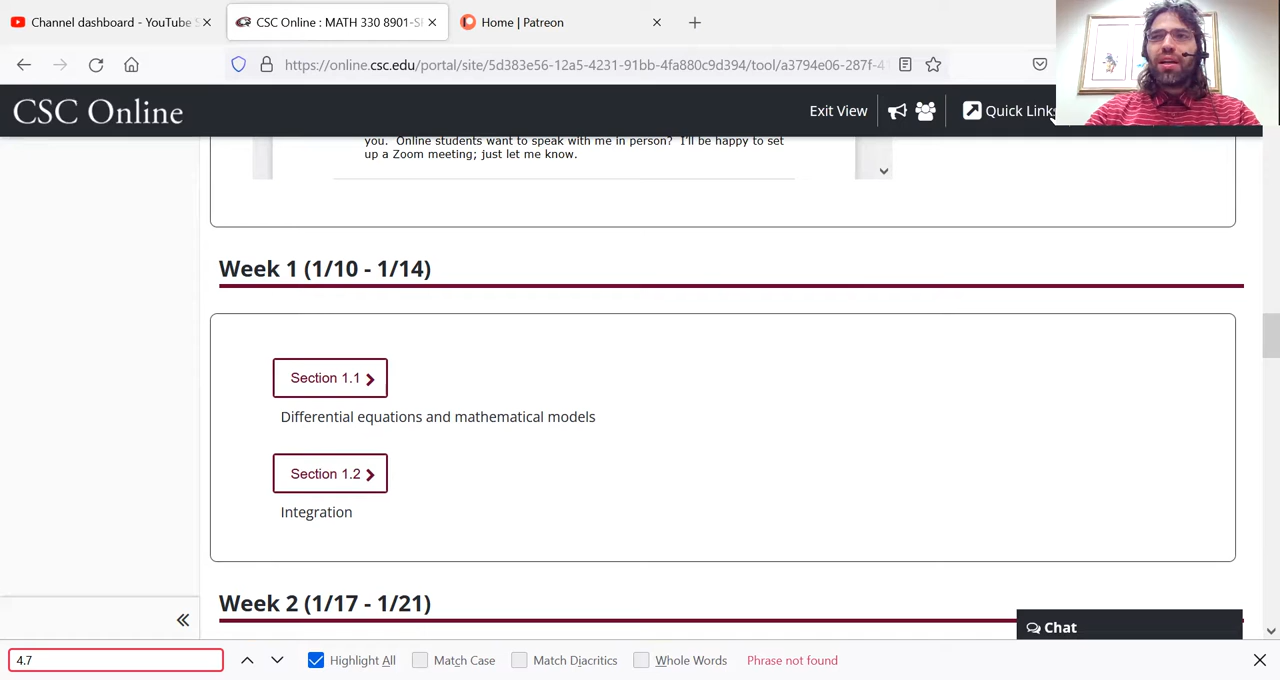 Channel dashboard - YouTube S
CSC Online : MATH 330 8901-S
Home | Patreon
https://online.csc.edu/portal/site/5d383e56-12a5-4231-91bb-4fa880c9d394/tool/a3794e06-287f-4
CSC Online
Exit View
Quick Links
you. Online students want to speak with me in person? I'll be happy to set
up a Zoom meeting; just let me know.
Week 1 (1/10 - 1/14)
Section 1.1
Differential equations and mathematical models
Section 1.2
Integration
Week 2 (1/17 - 1/21)
Chat
4.7
Highlight All
Match Case
Match Diacritics
Whole Words
Phrase not found